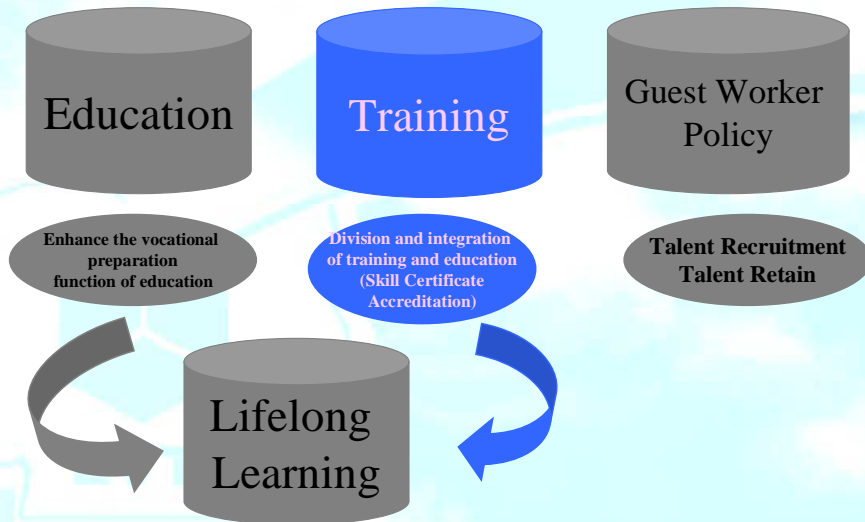 Education
Training
Guest Worker
Policy
Enhance the vocational
preparation
function of education
Division and integration
of training and education
(Skill Certificate
Accreditation)
Talent Recruitment
Talent Retain
Lifelong
Learning